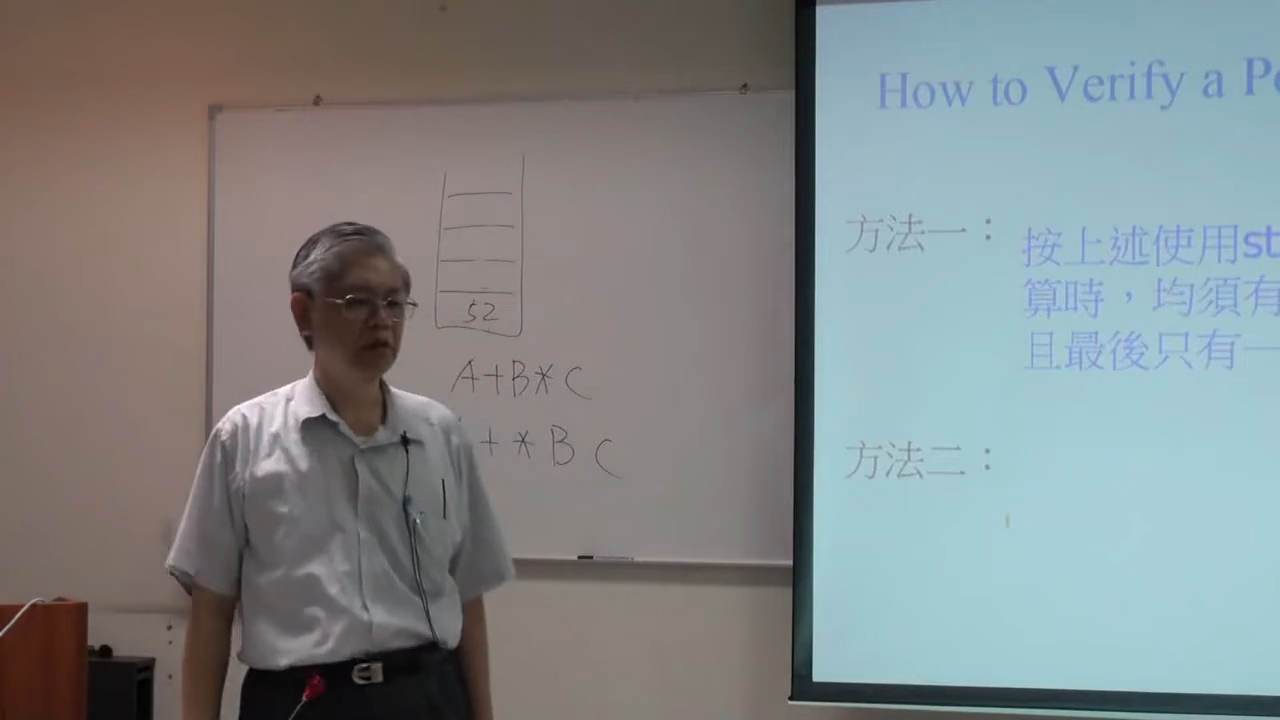 52
A+B*C
+*BC
How to Verify a P
方法一：
按上述使用st
算時，均須有
且最後只有一
方法二：